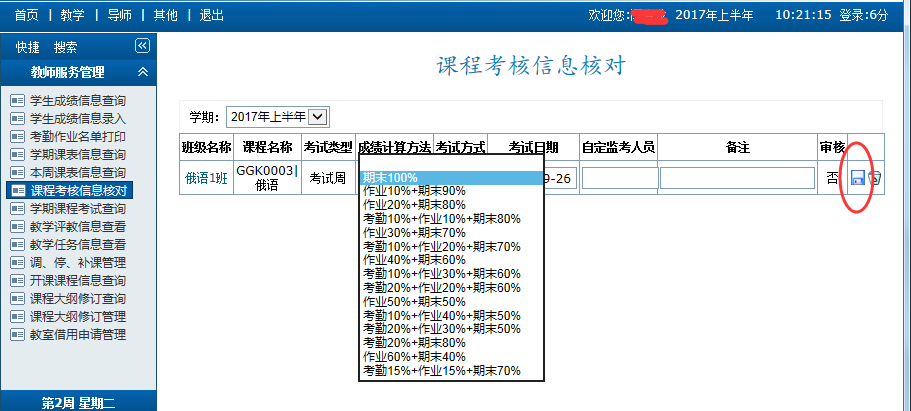 首页 | 教学 | 导师 | 其他 | 退出
欢迎您: 2017年上半年 10:21:15 登录:6分
快捷 搜索
教师服务管理
学生成绩信息查询
学生成绩信息录入
考勤作业名单打印
学期课表信息查询
本周课表信息查询
课程考核信息核对
学期课程考试查询
教学评教信息查看
教学任务信息查看
调、停、补课管理
开课课程信息查询
课程大纲修订查询
课程大纲修订管理
教室借用申请管理
第2周 星期二
课程考核信息核对
学期: 2017年上半年
班级名称 课程名称 考试类型 成绩计算方法 考试方式 考试日期 自定监考人员 备注 审核
俄语1班 GGK0003| 考试周 9-26 否
俄语
期末100%
作业10%+期末90%
作业20%+期末80%
考勤10%+作业10%+期末80%
作业30%+期末70%
考勤10%+作业20%+期末70%
作业40%+期末60%
考勤10%+作业30%+期末60%
考勤20%+作业20%+期末60%
作业50%+期末50%
考勤10%+作业40%+期末50%
考勤20%+作业30%+期末50%
考勤20%+期末80%
作业60%+期末40%
考勤15%+作业15%+期末70%